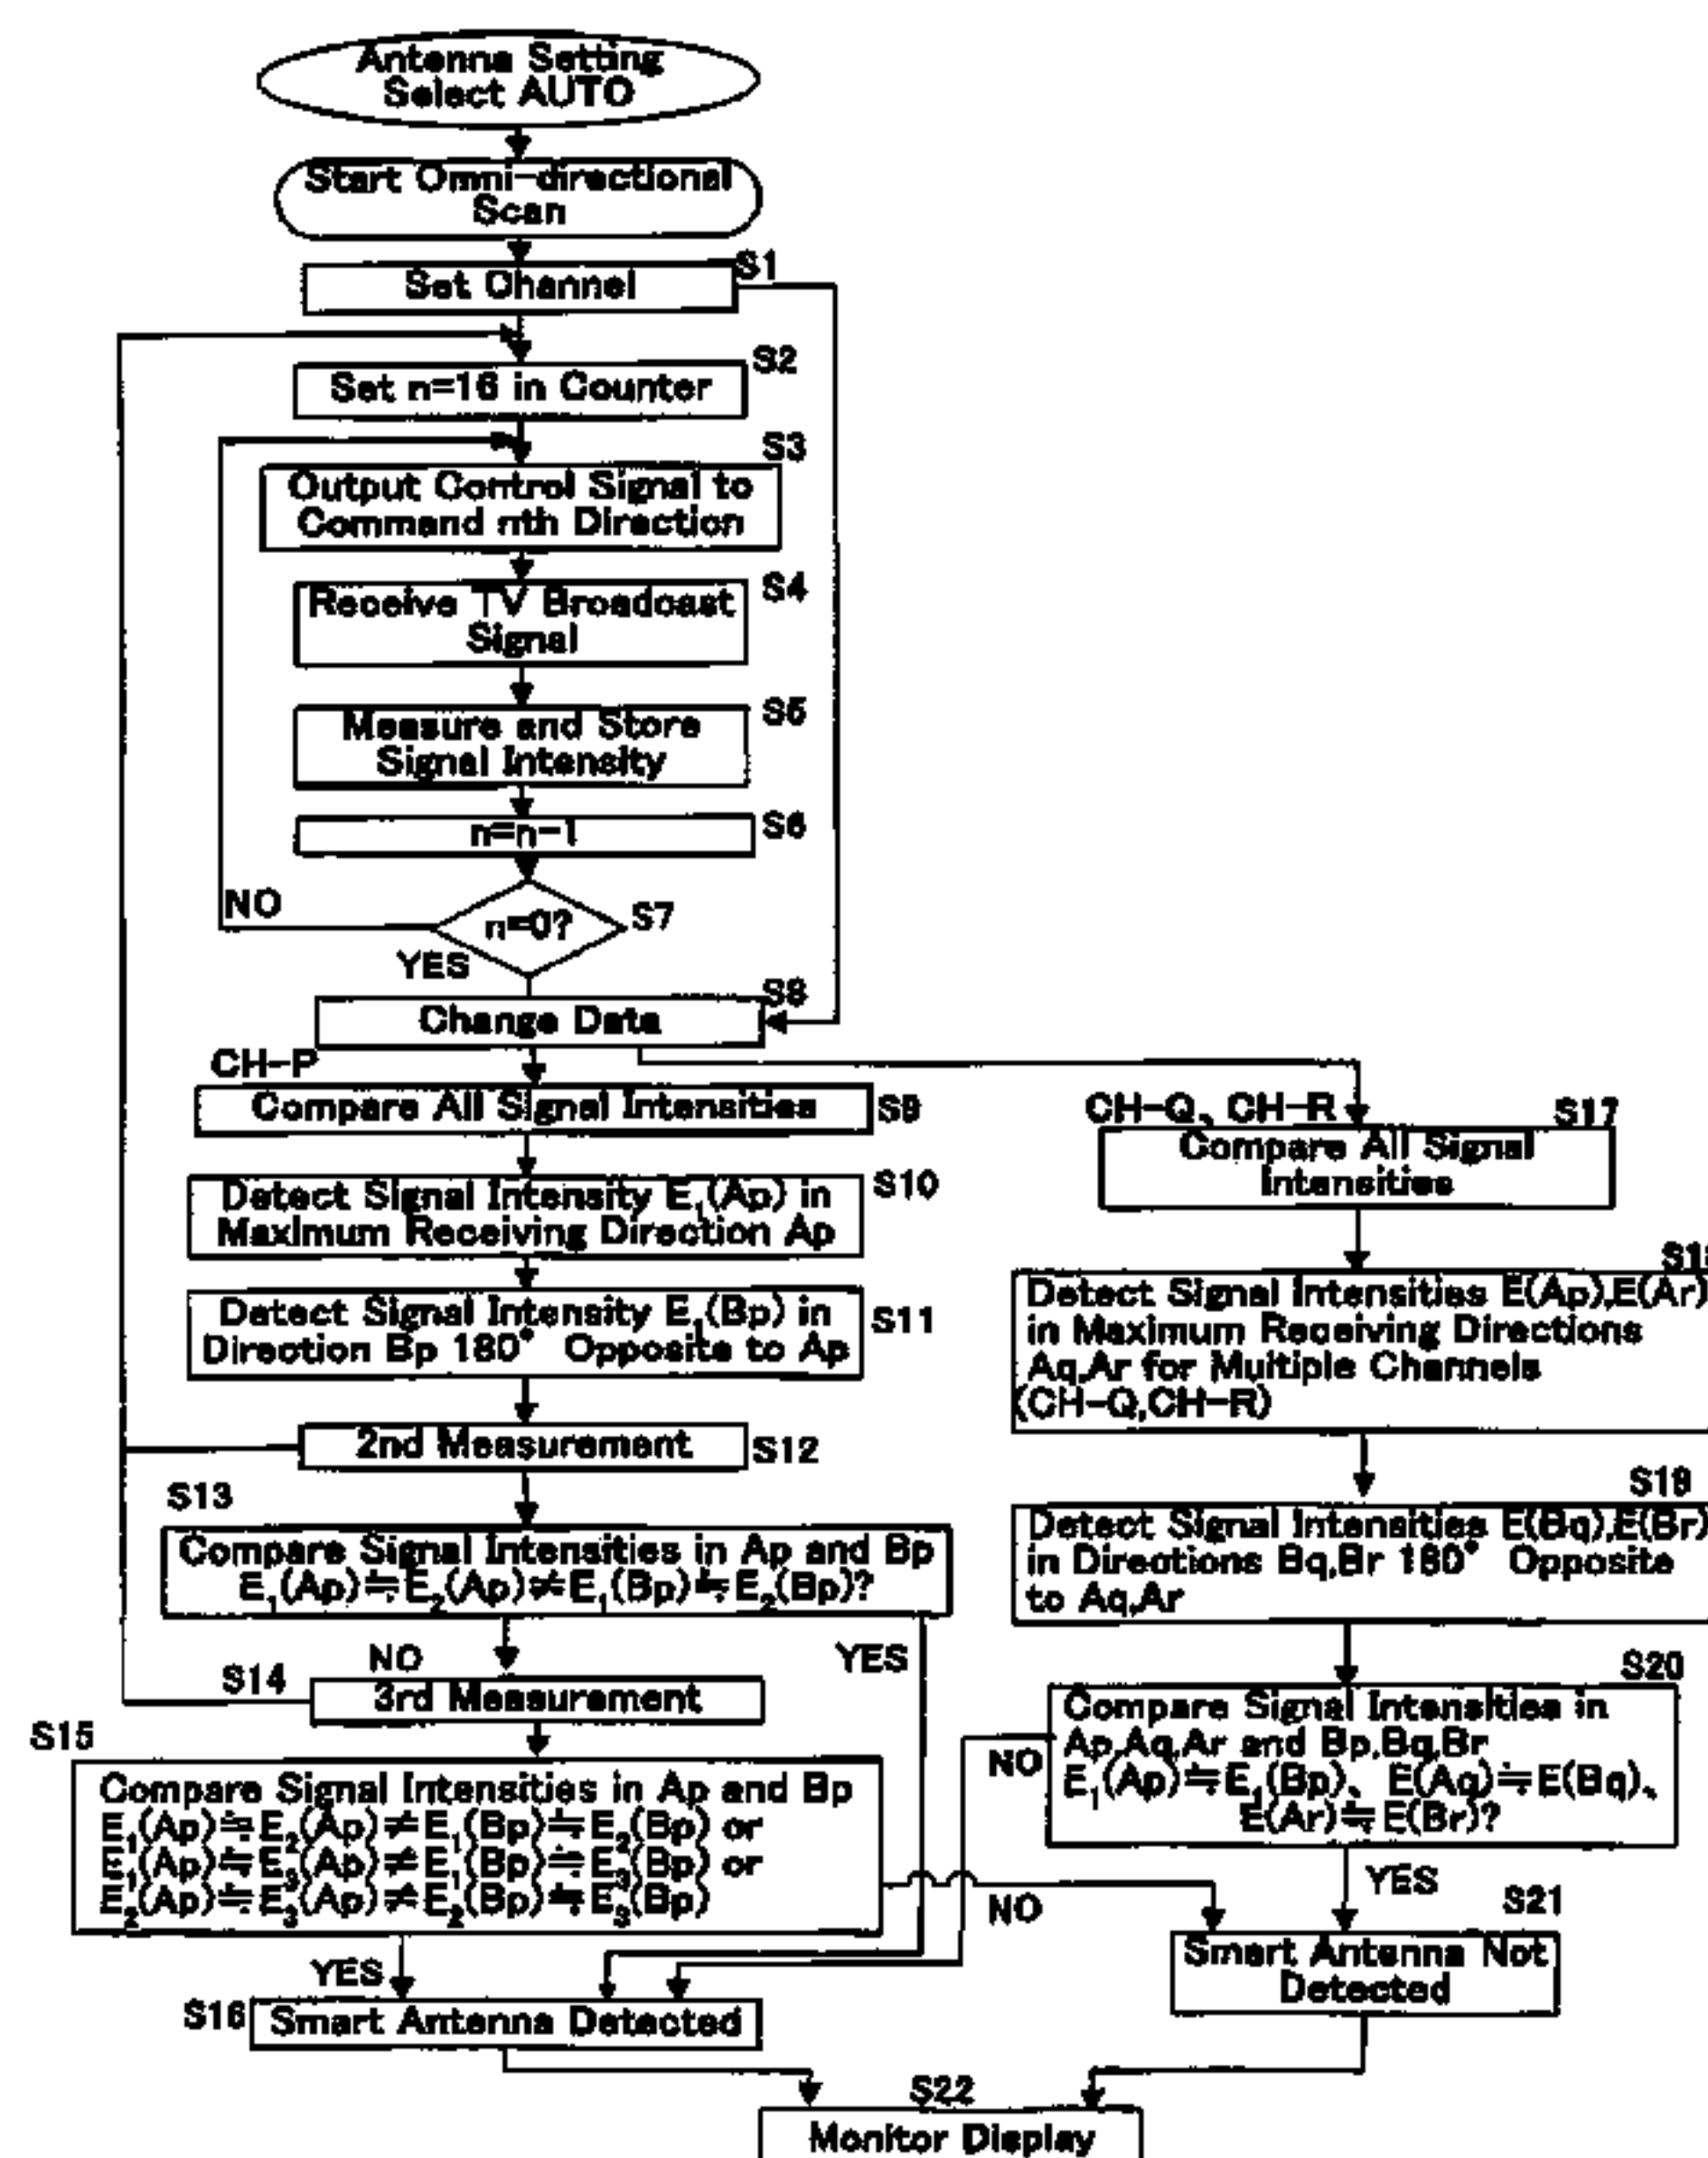 Antenna Setting
Select AUTO
Start Omni-directional
Scan
S1
Set Channel
S2
Set n=16 in Counter
S3
Output Control Signal to
Command nth Direction
S4
Receive TV Broadcast
Signal
S5
Measure and Store
Signal Intensity
S6
n=n-1
NO
n=0?
S7
YES
S8
Change Data
CH-P
Compare All Signal Intensities
S9
S10
Detect Signal Intensity E₁(Ap) in
Maximum Receiving Direction Ap
S11
Detect Signal Intensity E₁(Bp) in
Direction Bp 180° Opposite to Ap
2nd Measurement
S12
S13
Compare Signal Intensities in Ap and Bp
E₁(Ap)≒E₂(Ap)≠E₁(Bp)≒E₂(Bp)?
NO
YES
S14
3rd Measurement
S15
Compare Signal Intensities in Ap and Bp
E₁(Ap)≒E₂(Ap)≠E₁(Bp)≒E₂(Bp) or
E₁(Ap)≒E₃(Ap)≠E₁(Bp)≒E₃(Bp) or
E₂(Ap)≒E₃(Ap)≠E₂(Bp)≒E₃(Bp)
NO
YES
S16
Smart Antenna Detected
CH-Q、CH-R
S17
Compare All Signal
Intensities
Detect Signal Intensities E(Ap),E(Ar)
in Maximum Receiving Directions
Aq,Ar for Multiple Channels
(CH-Q,CH-R)
S19
Detect Signal Intensities E(Bq),E(Br)
in Directions Bq,Br 180° Opposite
to Aq,Ar
S20
Compare Signal Intensities in
Ap,Aq,Ar and Bp,Bq,Br
E₁(Ap)≒E₁(Bp)、E(Aq)≒E(Bq)、
E(Ar)≒E(Br)?
NO
YES
S21
Smart Antenna Not
Detected
S22
Monitor Display